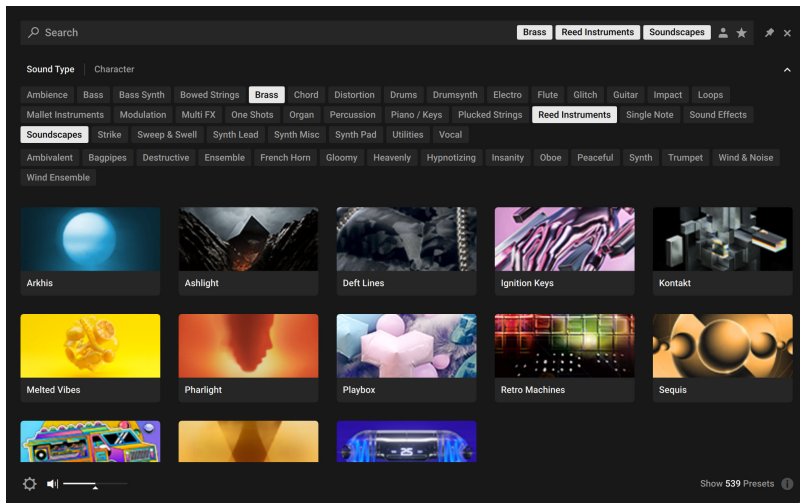 Search Brass Reed Instruments Soundscapes
Sound Type Character
Ambience Bass Bass Synth Bowed Strings Brass Chord Distortion Drums Drumsynth Electro Flute Glitch Guitar Impact Loops
Mallet Instruments Modulation Multi FX One Shots Organ Percussion Piano / Keys Plucked Strings Reed Instruments Single Note Sound Effects
Soundscapes Strike Sweep & Swell Synth Lead Synth Misc Synth Pad Utilities Vocal
Ambivalent Bagpipes Destructive Ensemble French Horn Gloomy Heavenly Hypnotizing Insanity Oboe Peaceful Synth Trumpet Wind & Noise
Wind Ensemble
Arkhis Ashlight Deft Lines Ignition Keys Kontakt
Melted Vibes Pharlight Playbox Retro Machines Sequis
25
Show 539 Presets